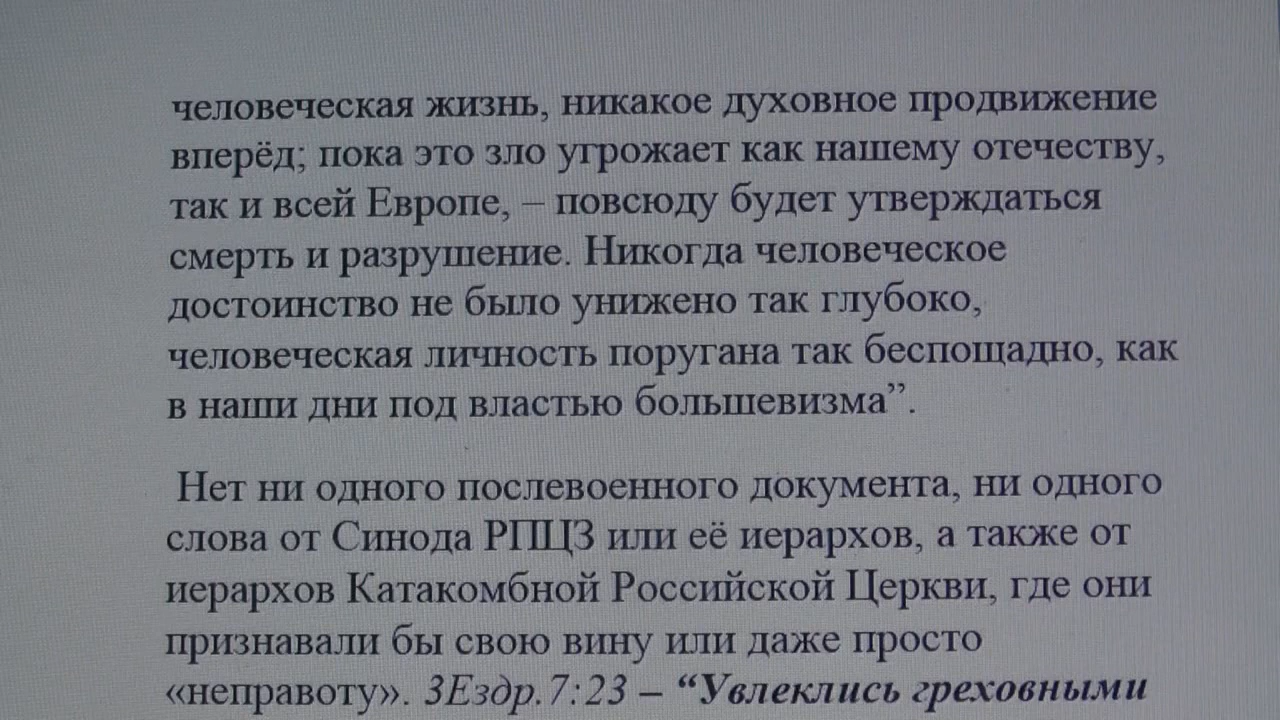 человеческая жизнь, никакое духовное продвижение
вперёд; пока это зло угрожает как нашему отечеству,
так и всей Европе, – повсюду будет утверждаться
смерть и разрушение. Никогда человеческое
достоинство не было унижено так глубоко,
человеческая личность поругана так беспощадно, как
в наши дни под властью большевизма”.
Нет ни одного послевоенного документа, ни одного
слова от Синода РПЦЗ или её иерархов, а также от
иерархов Катакомбной Российской Церкви, где они
признавали бы свою вину или даже просто
«неправоту». 3Ездр.7:23 – “Увлеклись греховными